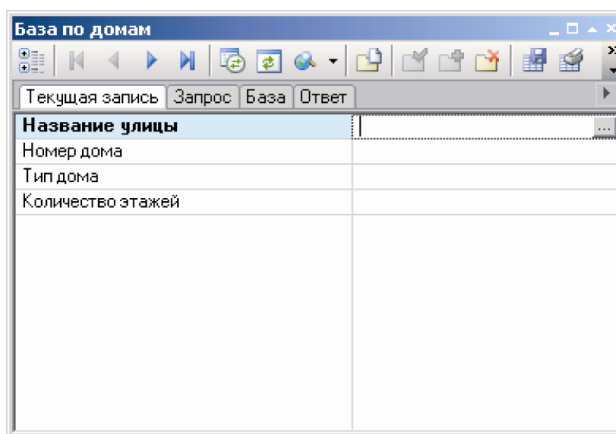 База по домам
Текущая запись Запрос База Ответ
Название улицы
Номер дома
Тип дома
Количество этажей